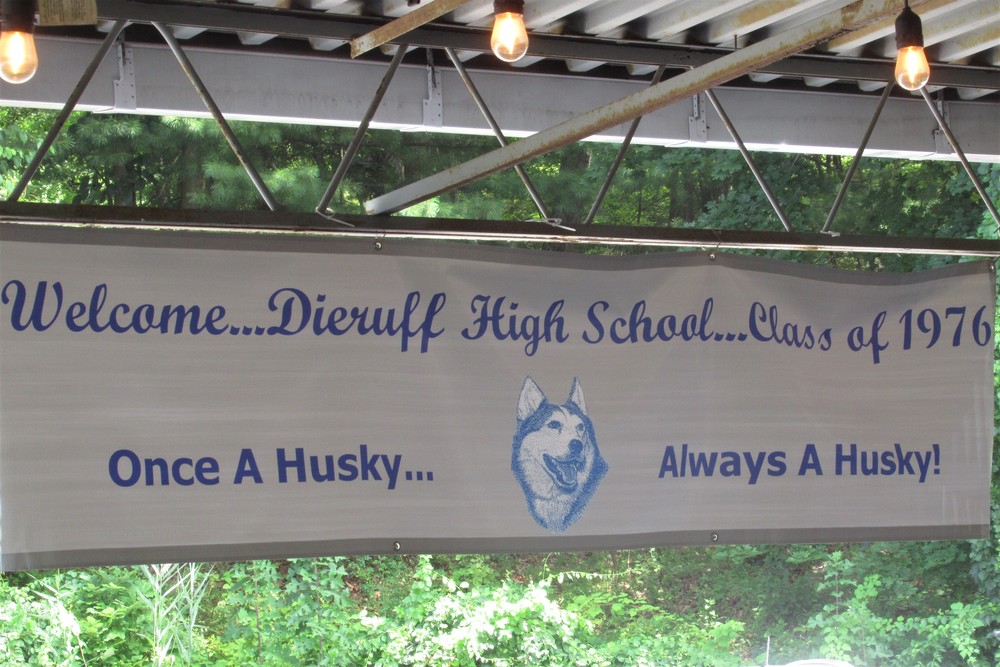 Welcome...Dieruff High School...Class of 1976
Once A Husky... Always A Husky!